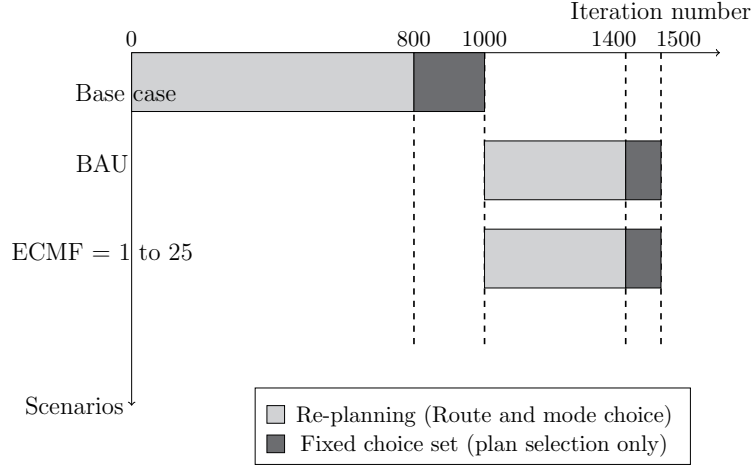 Iteration number
0 800 1000 1400 1500
Base case
BAU
ECMF = 1 to 25
Scenarios
Re-planning (Route and mode choice)
Fixed choice set (plan selection only)